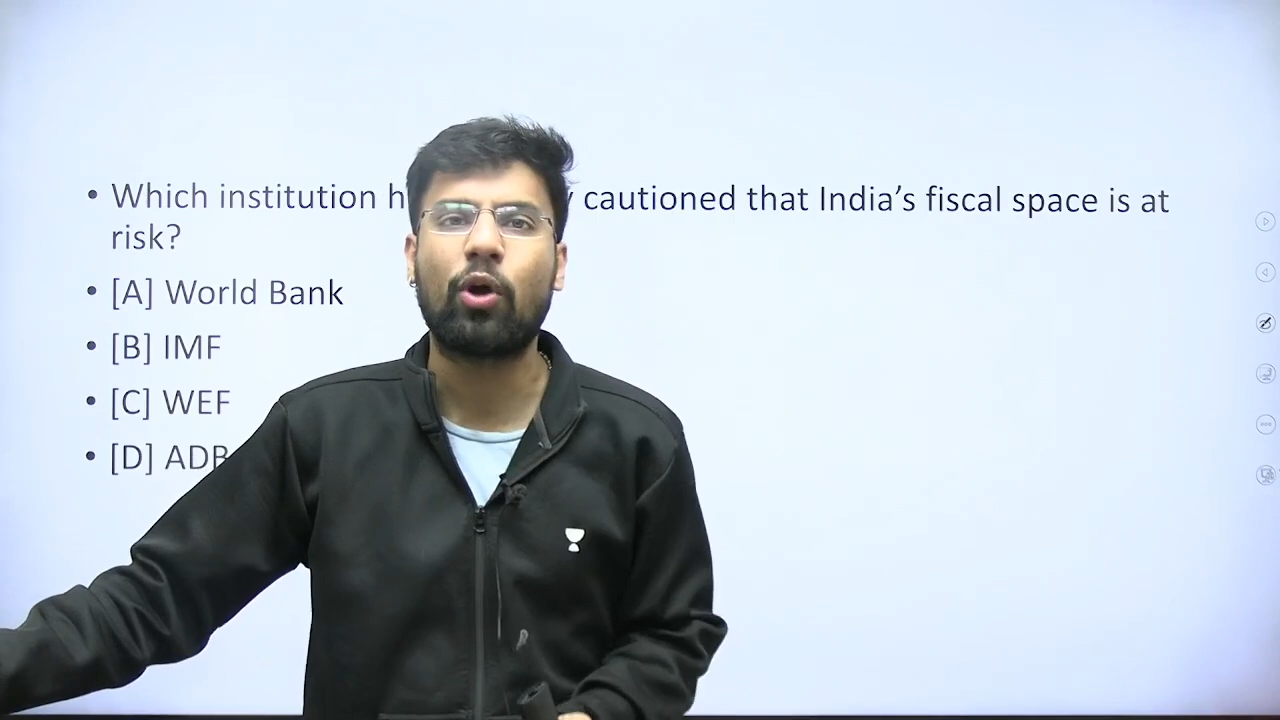 • Which institution h y cautioned that India’s fiscal space is at
risk?
• [A] World Bank
• [B] IMF
• [C] WEF
• [D] ADB